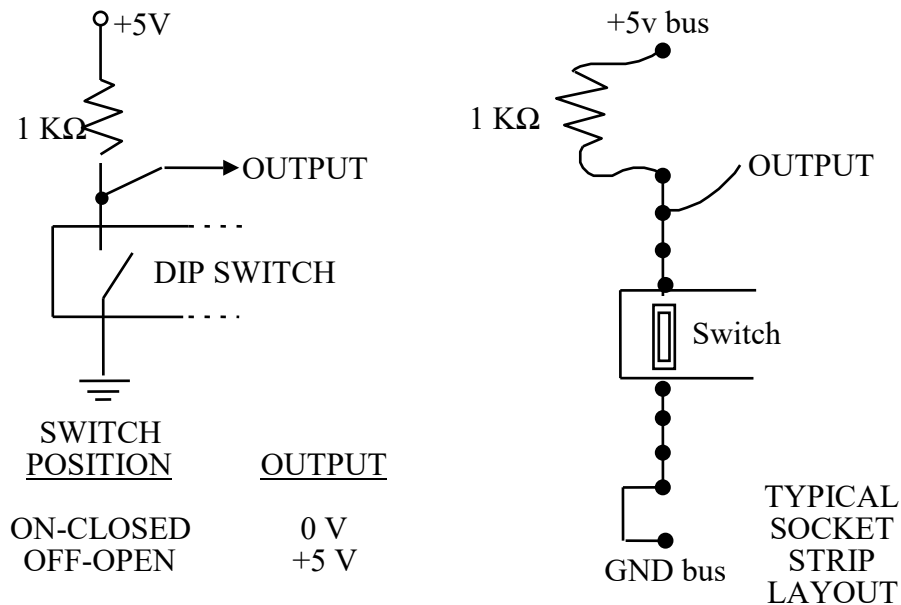 +5V
1 KΩ
OUTPUT
DIP SWITCH
SWITCH
POSITION OUTPUT
ON-CLOSED 0 V
OFF-OPEN +5 V
+5v bus
1 KΩ
OUTPUT
Switch
GND bus
TYPICAL
SOCKET
STRIP
LAYOUT